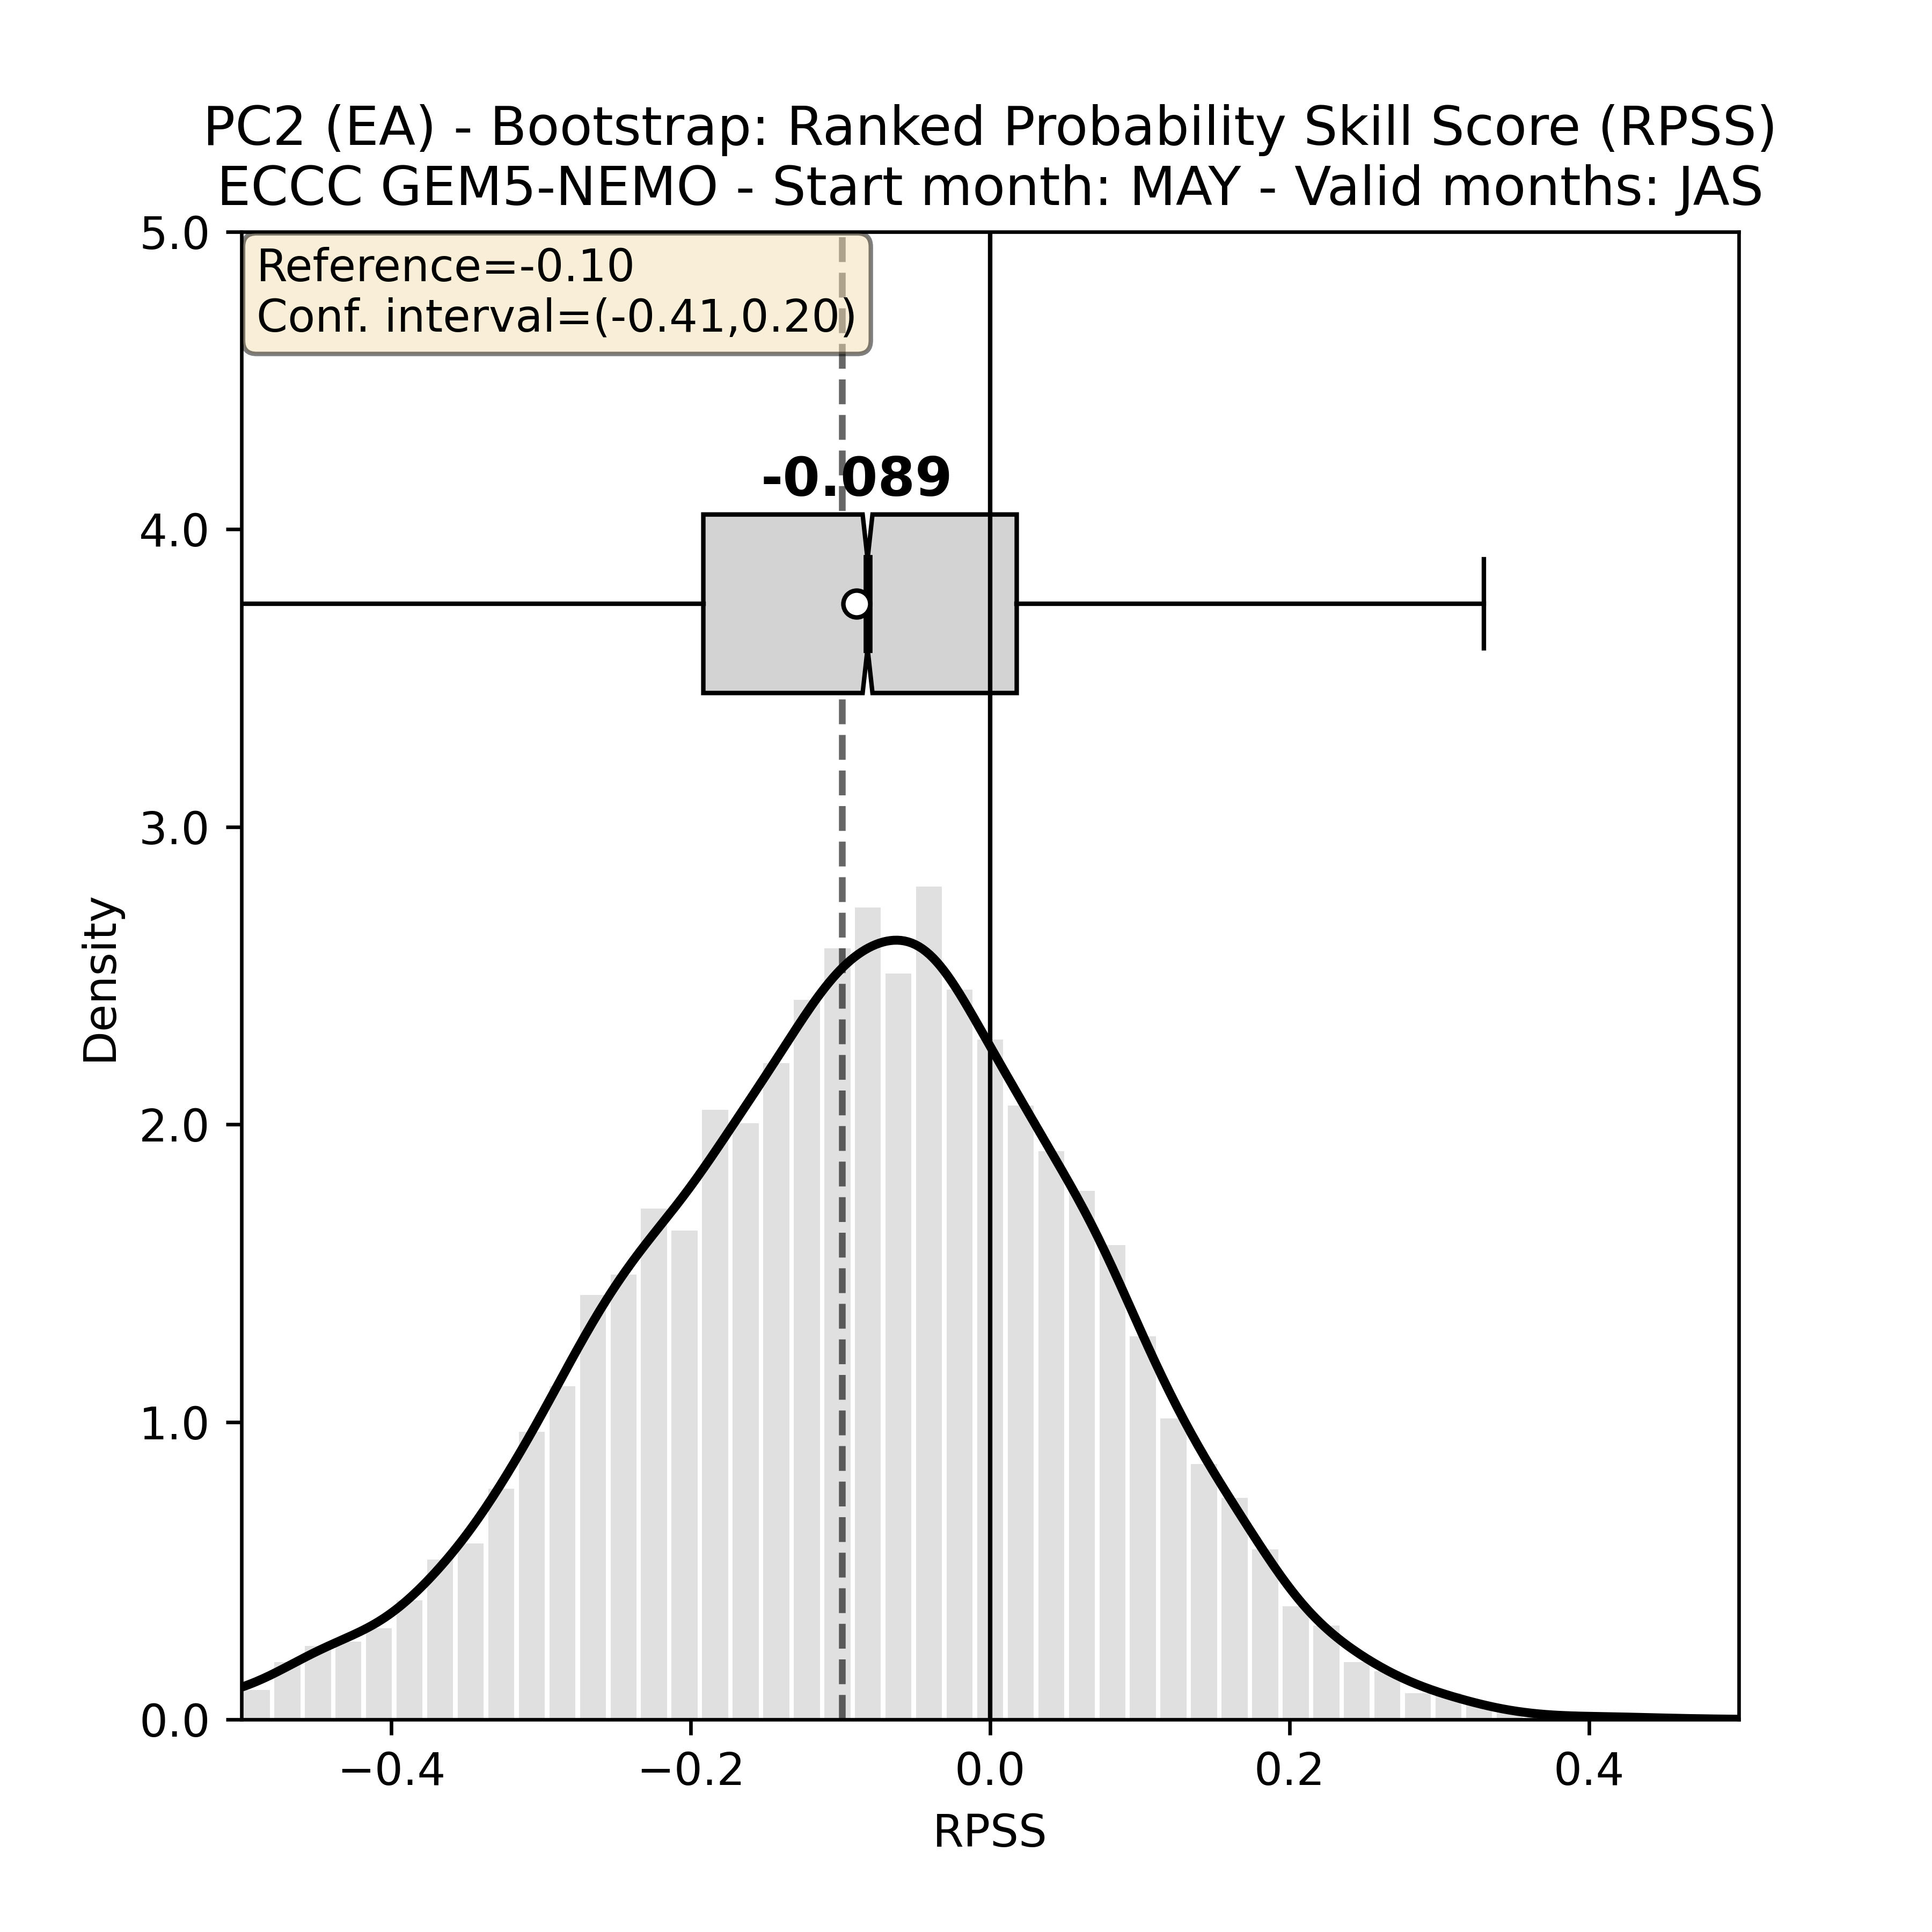 PC2 (EA) - Bootstrap: Ranked Probability Skill Score (RPSS)
ECCC GEM5-NEMO - Start month: MAY - Valid months: JAS
Reference=-0.10
Conf. interval=(-0.41,0.20)
-0.089
5.0
4.0
3.0
2.0
1.0
0.0
Density
−0.4
−0.2
0.0
0.2
0.4
RPSS